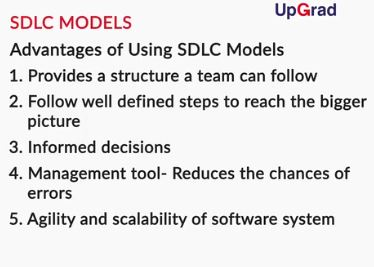 UpGrad
SDLC MODELS
Advantages of Using SDLC Models
1. Provides a structure a team can follow
2. Follow well defined steps to reach the bigger
picture
3. Informed decisions
4. Management tool- Reduces the chances of
errors
5. Agility and scalability of software system